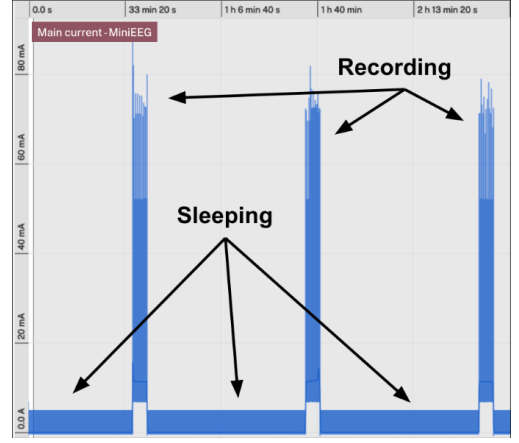 0.0 s
33 min 20 s
1 h 6 min 40 s
1 h 40 min
2 h 13 min 20 s
Main current - MiniEEG
80 mA
Recording
60 mA
Sleeping
40 mA
20 mA
0.0 A